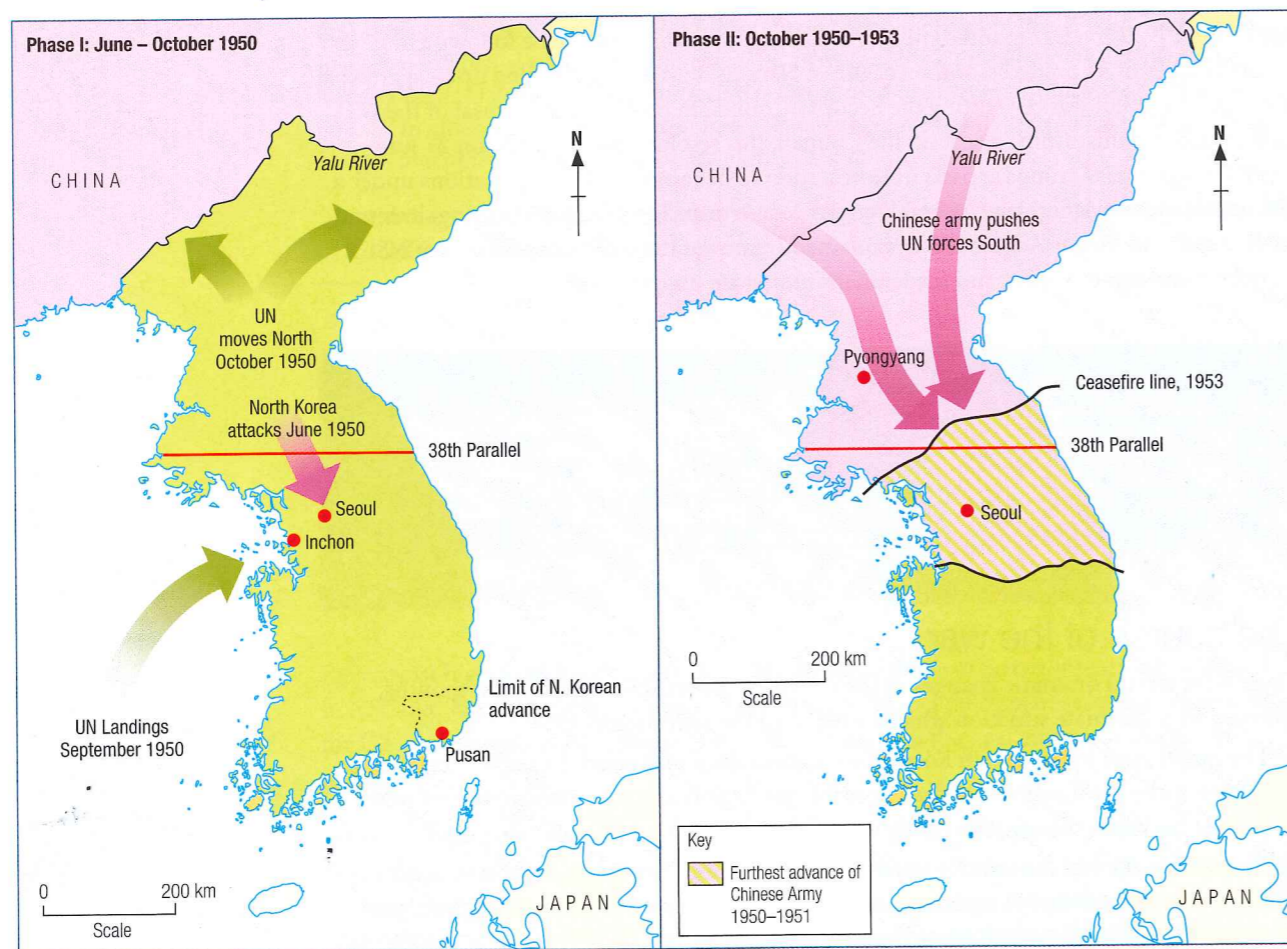 Phase I: June – October 1950
Yalu River
CHINA
N
UN
moves North
October 1950
North Korea
attacks June 1950
38th Parallel
Seoul
Inchon
UN Landings
September 1950
Limit of N. Korean
advance
Pusan
0
200 km
Scale
JAPAN
Phase II: October 1950–1953
CHINA
Yalu River
N
Chinese army pushes
UN forces South
Pyongyang
Ceasefire line, 1953
38th Parallel
Seoul
0
200 km
Scale
Key
Furthest advance of
Chinese Army
1950–1951
JAPAN